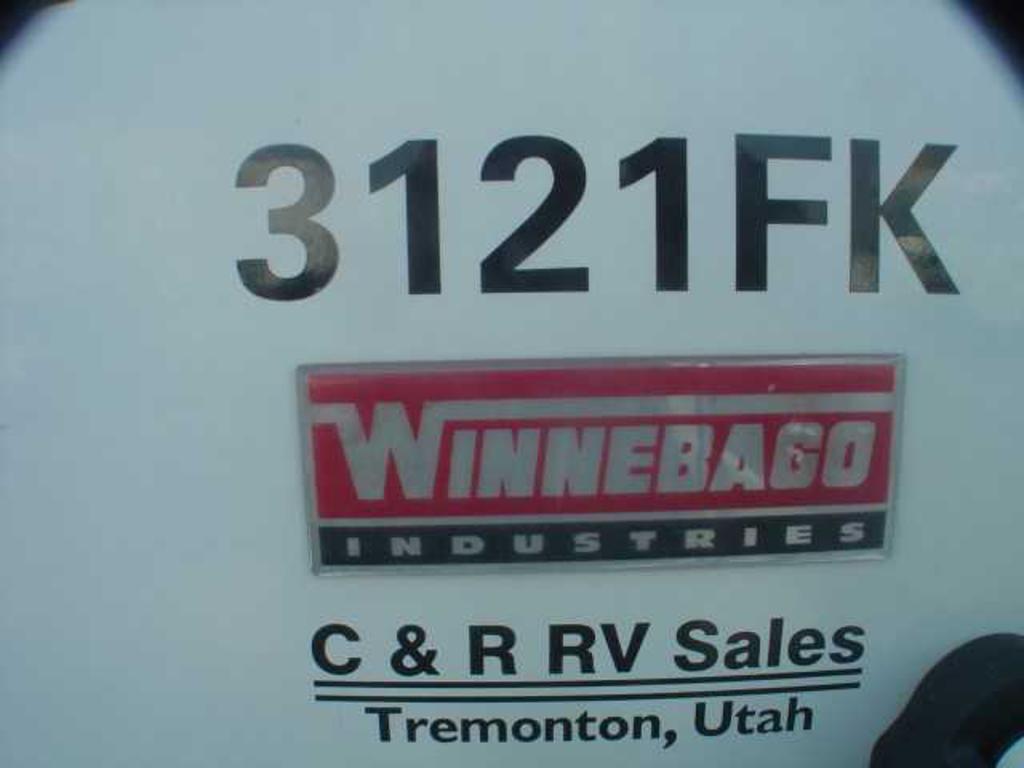 3121FK
WINNEBAGO
INDUSTRIES
C & R RV Sales
Tremonton, Utah